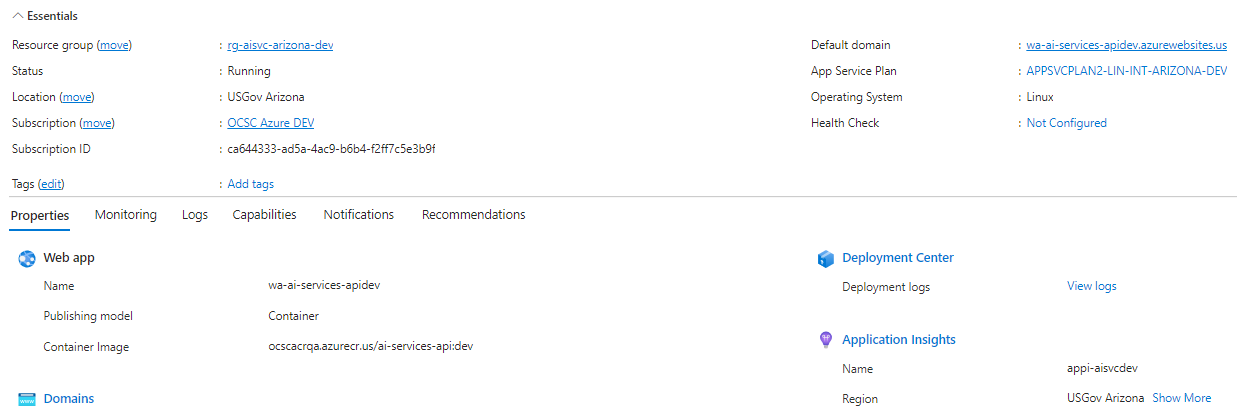 Essentials
Resource group (move) : rg-aisvc-arizona-dev
Status : Running
Location (move) : USGov Arizona
Subscription (move) : OCSC Azure DEV
Subscription ID : ca644333-ad5a-4ac9-b6b4-f2ff7c5e3b9f
Tags (edit) : Add tags
Default domain : wa-ai-services-apidev.azurewebsites.us
App Service Plan : APPSVCPLAN2-LIN-INT-ARIZONA-DEV
Operating System : Linux
Health Check : Not Configured
Properties Monitoring Logs Capabilities Notifications Recommendations
Web app
Name wa-ai-services-apidev
Publishing model Container
Container Image ocscacrqa.azurecr.us/ai-services-api:dev
Domains
Deployment Center
Deployment logs View logs
Application Insights
Name appi-aisvcdev
Region USGov Arizona Show More